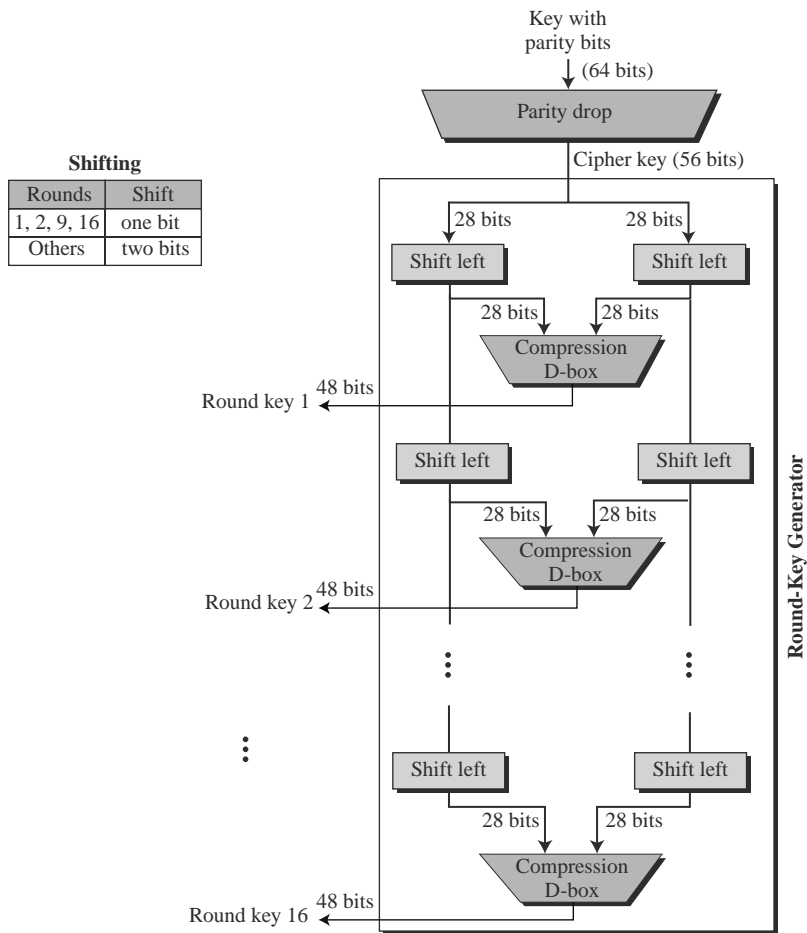 Key with
parity bits
(64 bits)
Parity drop
Cipher key (56 bits)
Shifting
Rounds Shift
1, 2, 9, 16 one bit
Others two bits
28 bits 28 bits
Shift left Shift left
28 bits 28 bits
Compression
D-box
48 bits
Round key 1
Shift left Shift left
28 bits 28 bits
Compression
D-box
48 bits
Round key 2
Shift left Shift left
28 bits 28 bits
Compression
D-box
48 bits
Round key 16
Round-Key Generator